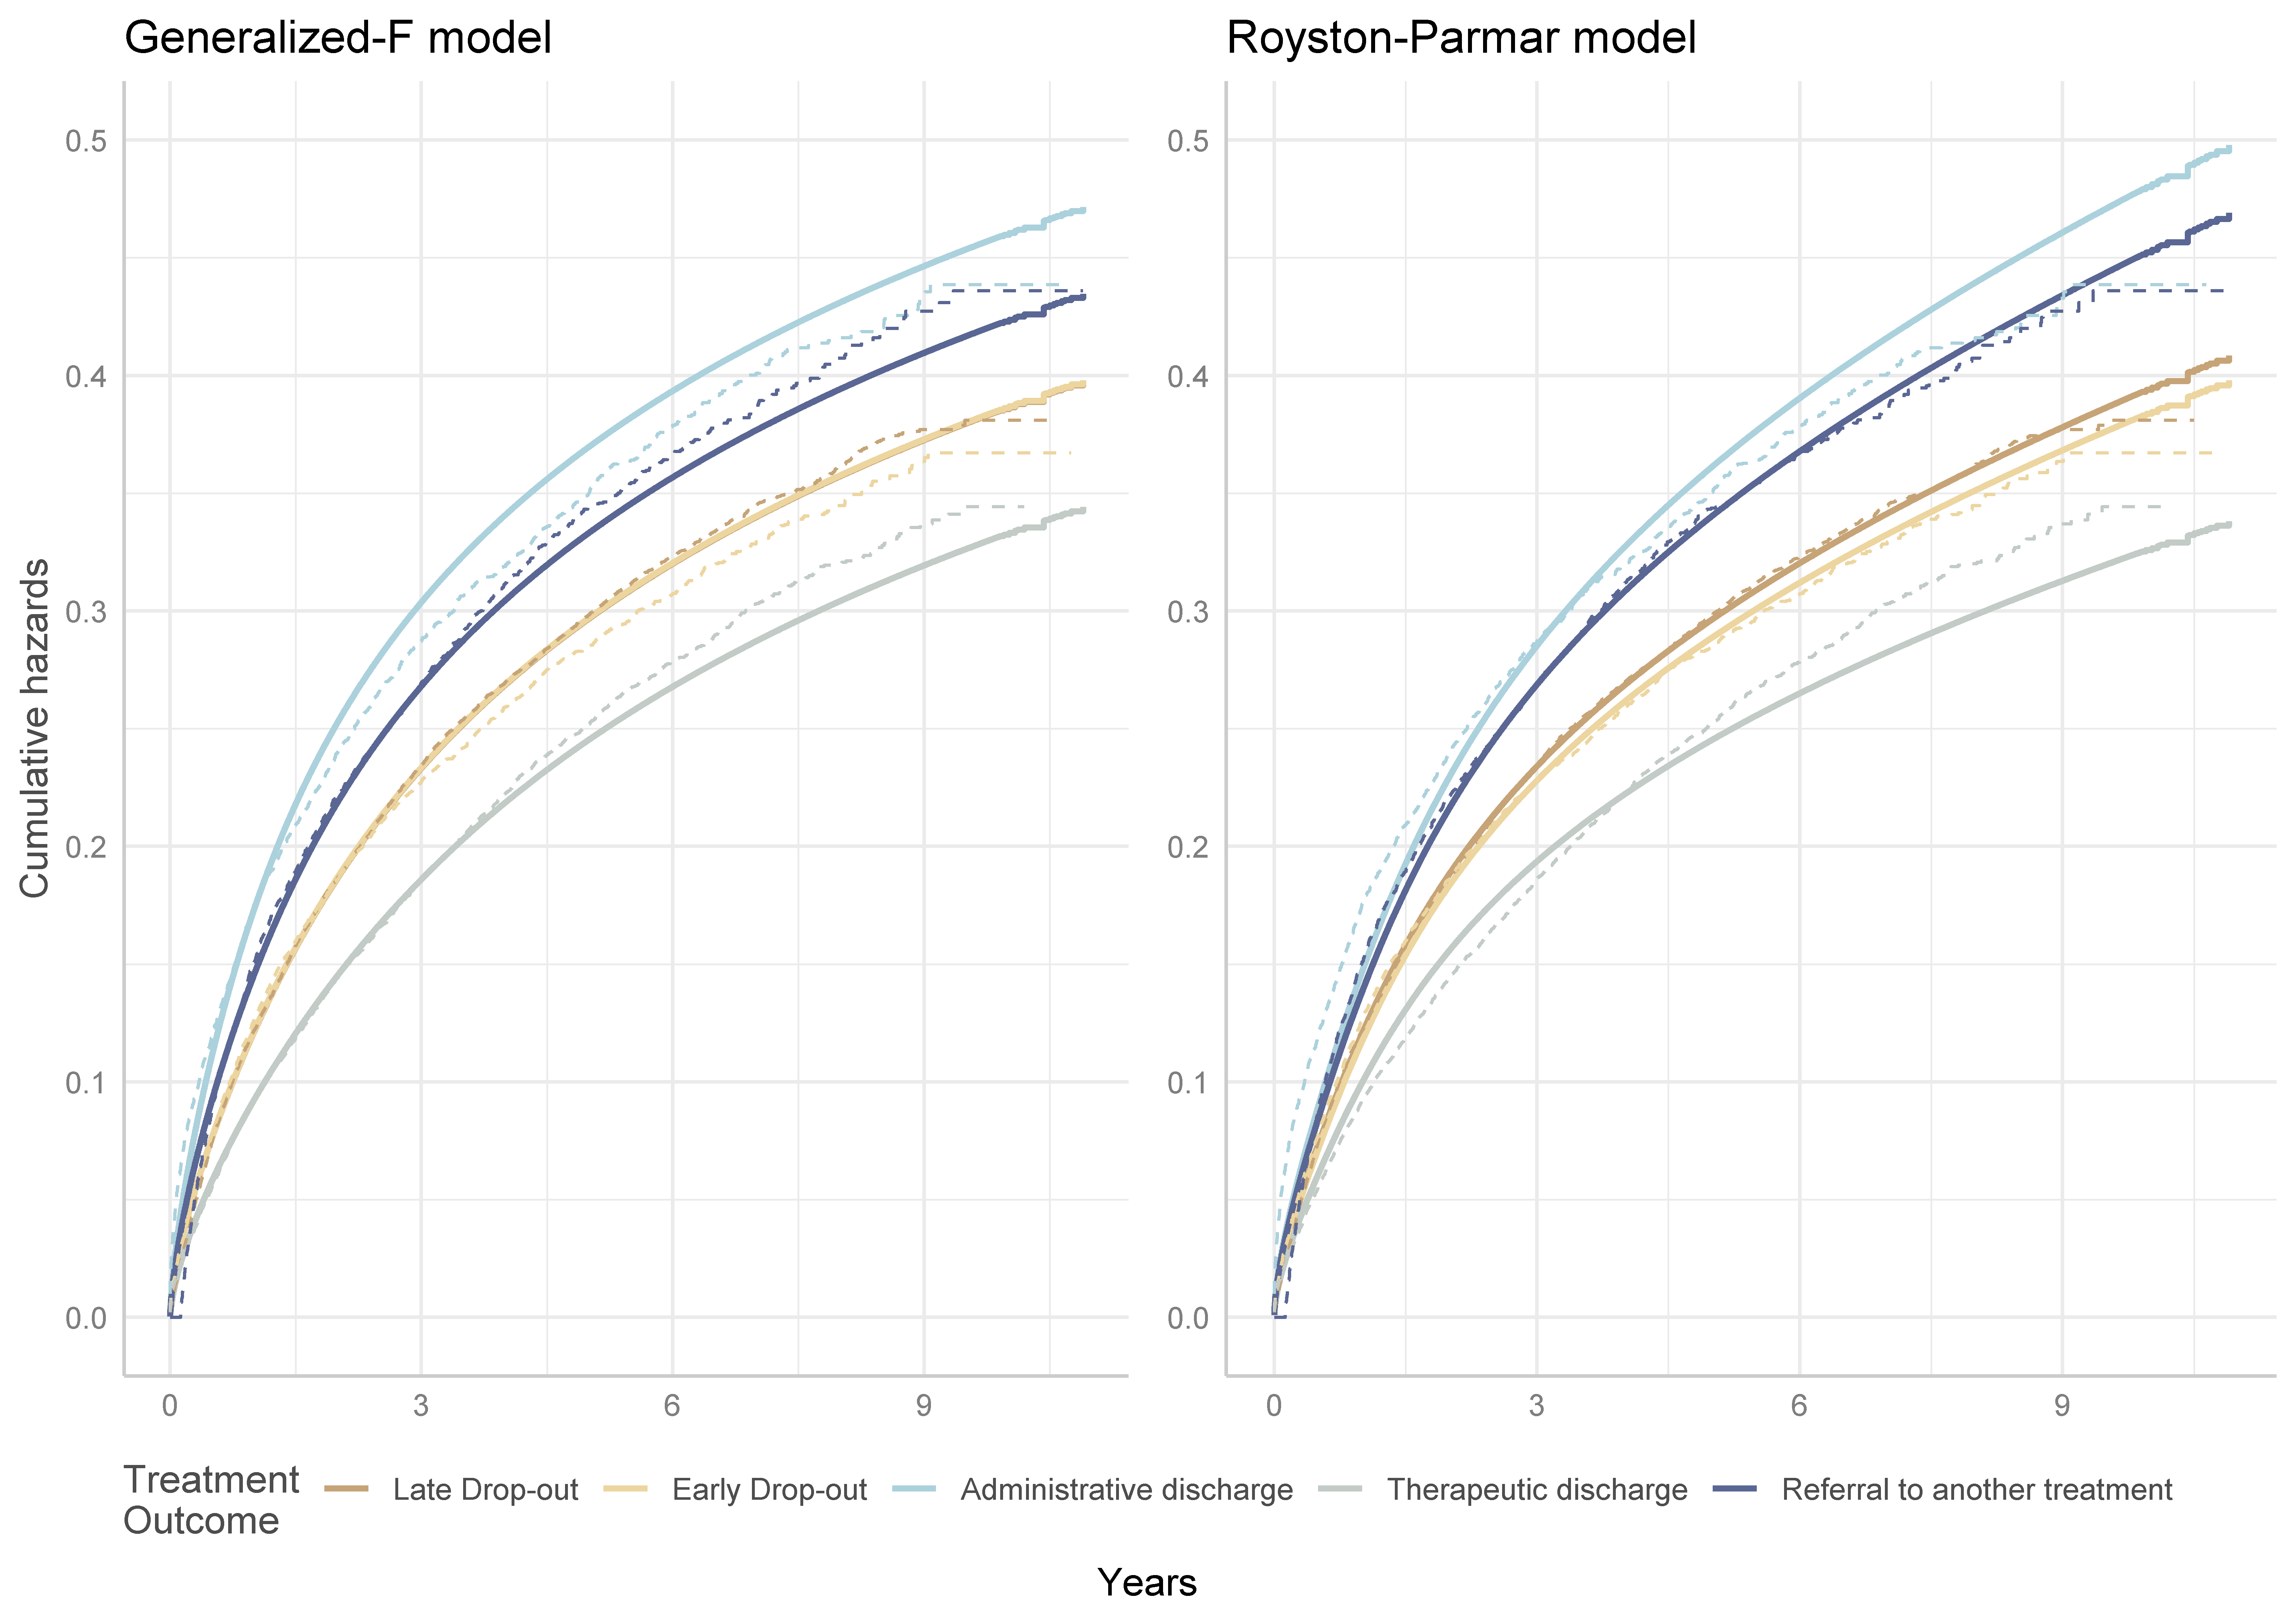 Generalized-F model
Royston-Parmar model
Cumulative hazards
0.5
0.4
0.3
0.2
0.1
0.0
0 3 6 9
0.5
0.4
0.3
0.2
0.1
0.0
0 3 6 9
Treatment
Outcome
Late Drop-out Early Drop-out Administrative discharge Therapeutic discharge Referral to another treatment
Years